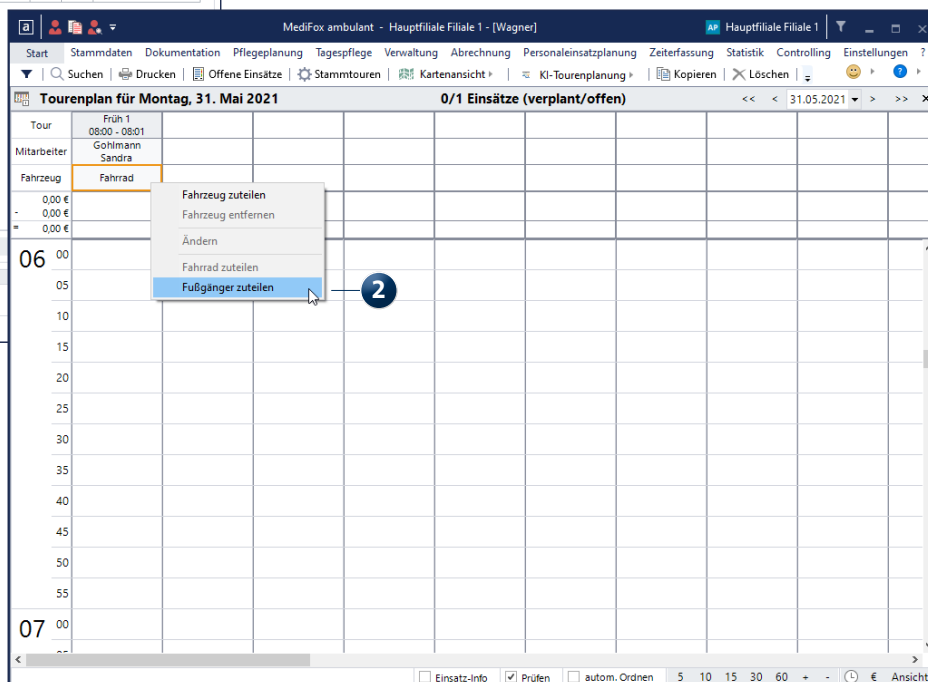 a
MediFox ambulant - Hauptfiliale Filiale 1 - [Wagner]
AP Hauptfiliale Filiale 1
Start Stammdaten Dokumentation Pflegeplanung Tagespflege Verwaltung Abrechnung Personaleinsatzplanung Zeiterfassung Statistik Controlling Einstellungen ?
Suchen Drucken Offene Einsätze Stammtouren Kartenansicht KI-Tourenplanung Kopieren Löschen ?
Tourenplan für Montag, 31. Mai 2021 0/1 Einsätze (verplant/offen) << < 31.05.2021 > >>
Tour Früh 1
08:00 - 08:01
Mitarbeiter Gohlmann
Sandra
Fahrzeug Fahrrad
0,00 €
- 0,00 €
= 0,00 €
Fahrzeug zuteilen
Fahrzeug entfernen
Ändern
Fahrrad zuteilen
Fußgänger zuteilen
2
06 00
05
10
15
20
25
30
35
40
45
50
55
07 00
Einsatz-Info Prüfen autom. Ordnen 5 10 15 30 60 + - € Ansicht